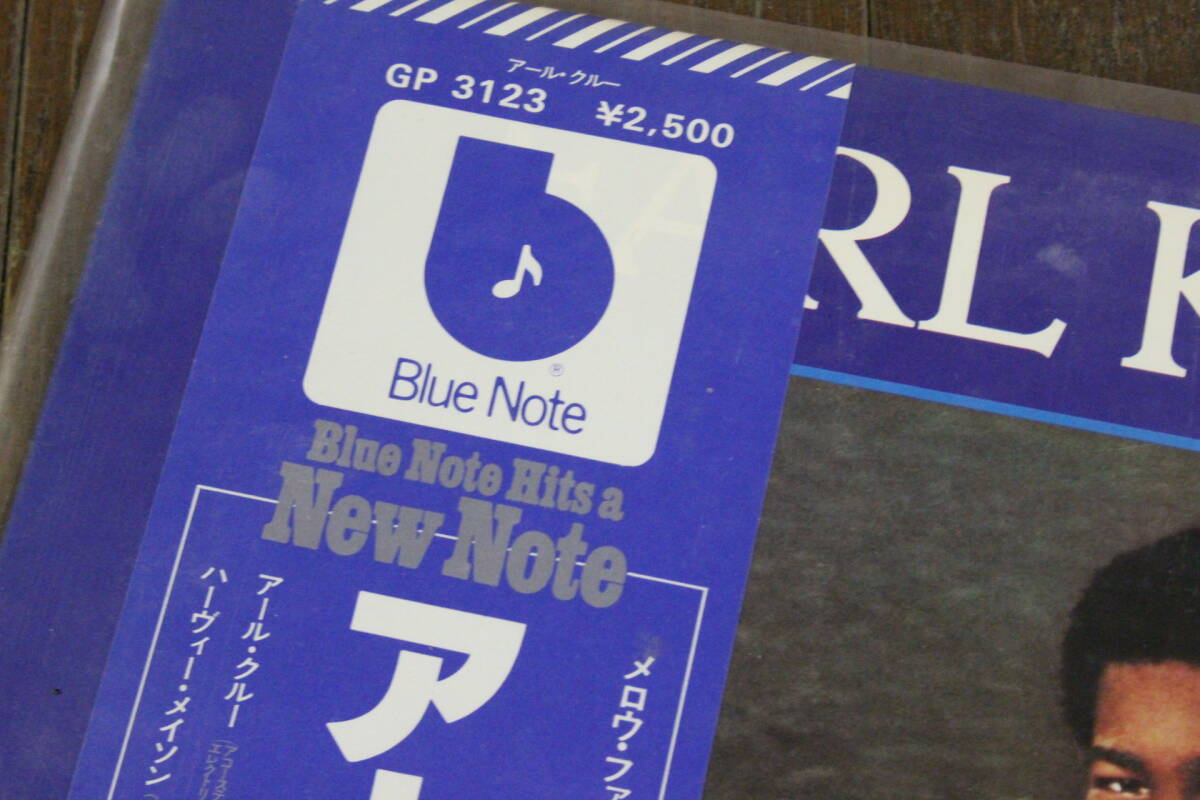 アール・クルー
GP 3123 ¥2,500
Blue Note®
Blue Note Hits a
New Note
メロウ・ファ
アー
アール・クルー
ハーヴィー・メイソン
RL K